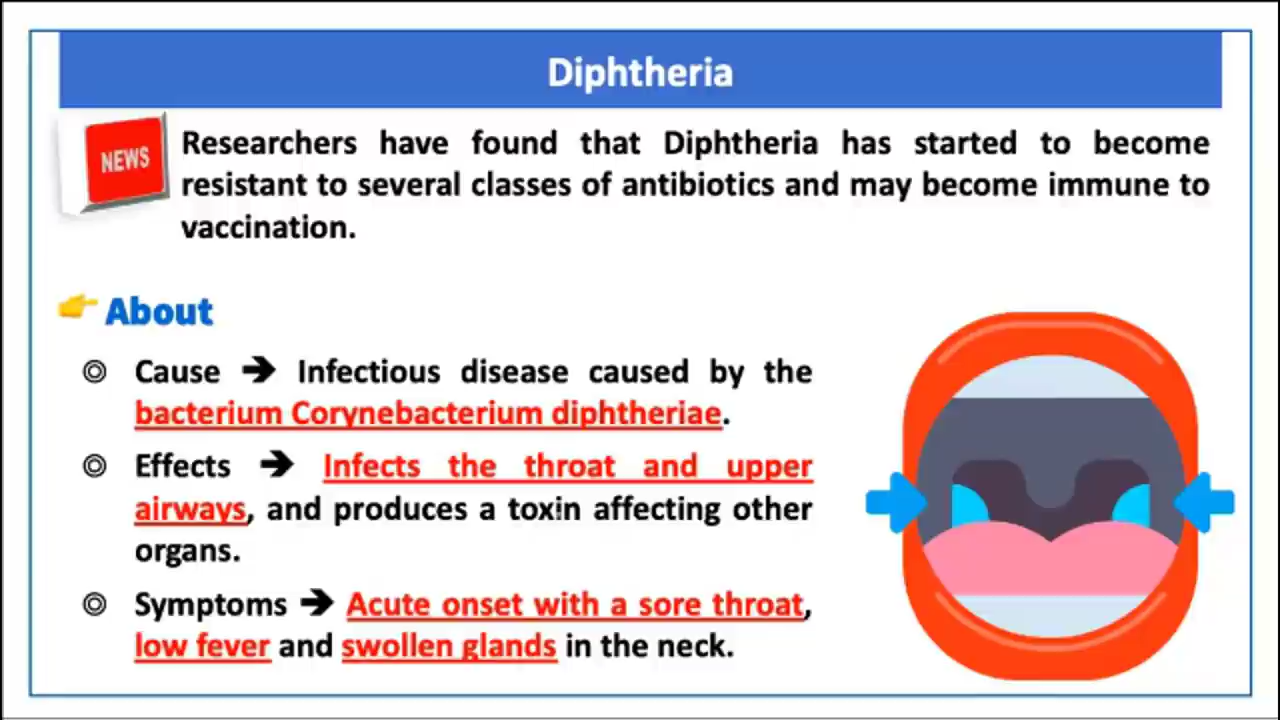 Diphtheria
NEWS
Researchers have found that Diphtheria has started to become
resistant to several classes of antibiotics and may become immune to
vaccination.
👉 About
◎ Cause ➔ Infectious disease caused by the
bacterium Corynebacterium diphtheriae.
◎ Effects ➔ Infects the throat and upper
airways, and produces a toxin affecting other
organs.
◎ Symptoms ➔ Acute onset with a sore throat,
low fever and swollen glands in the neck.